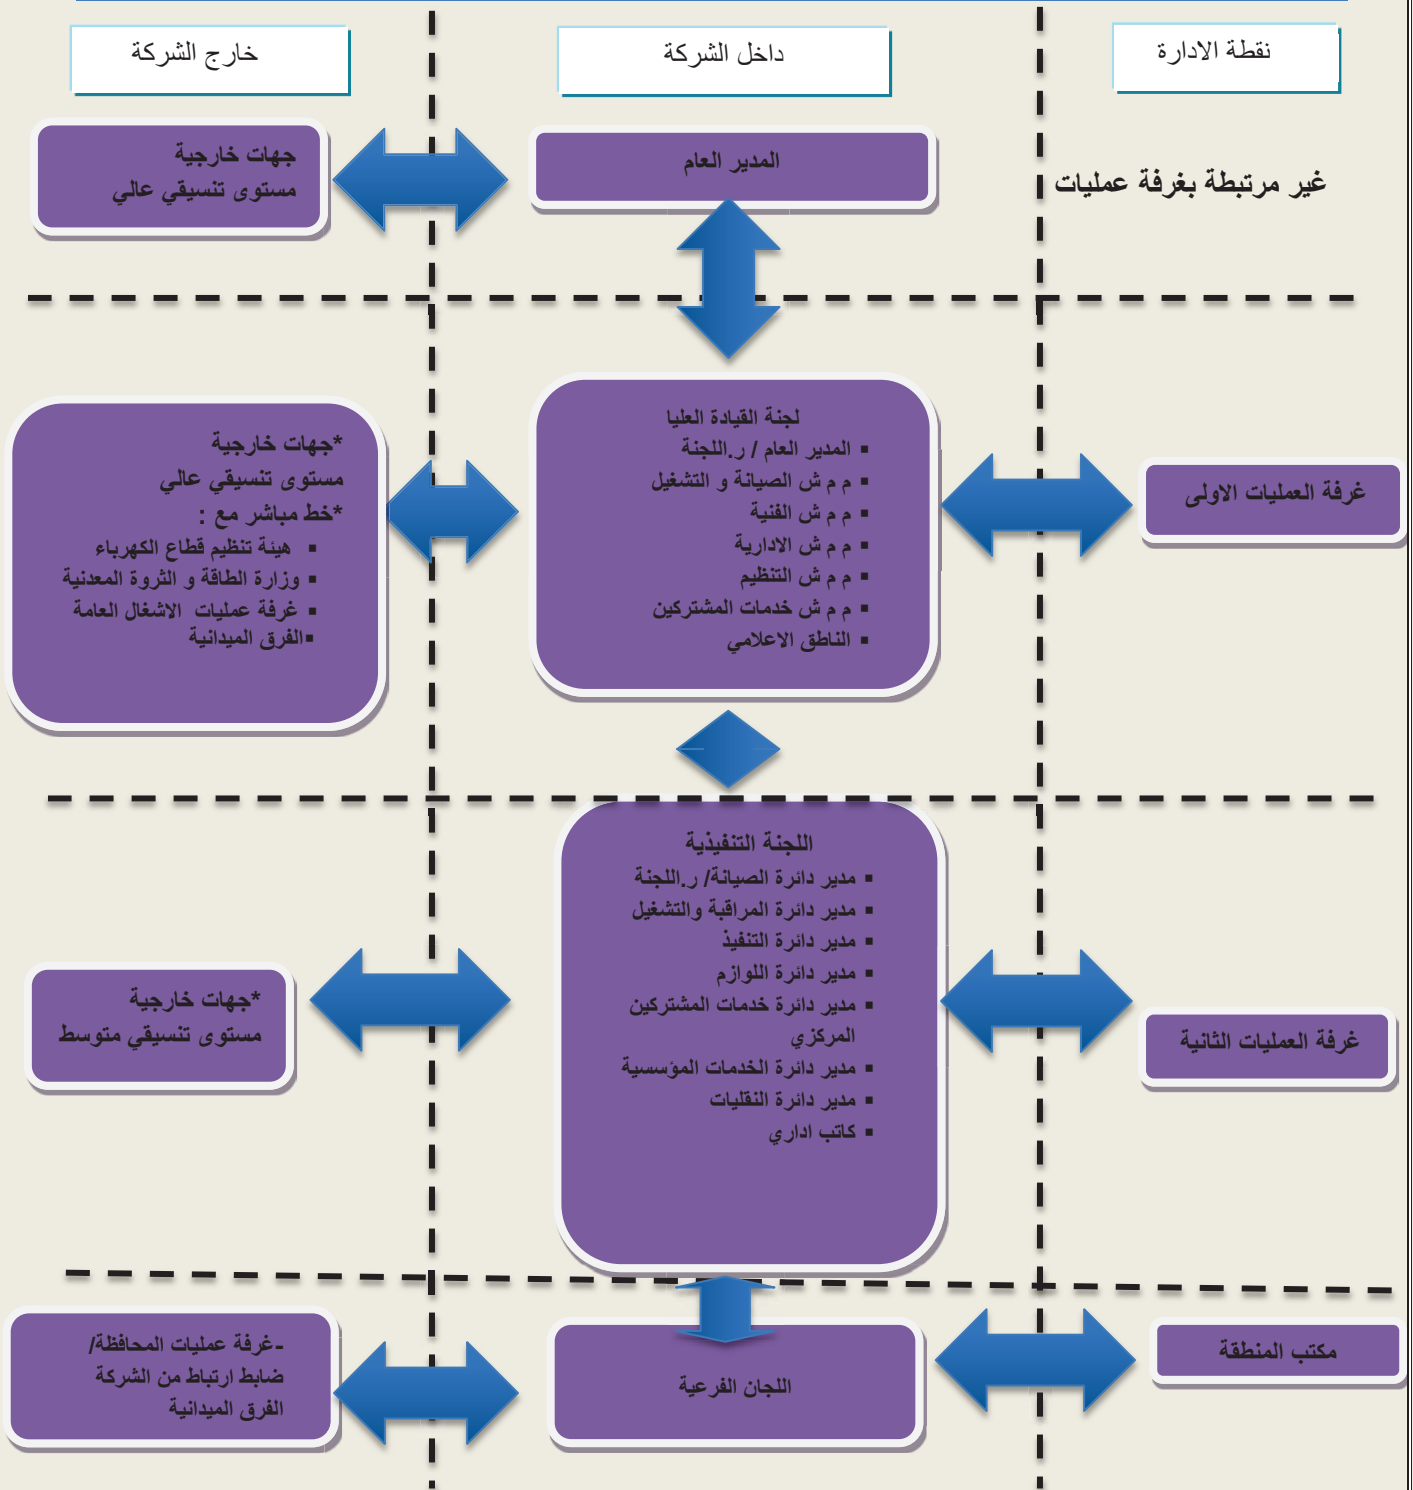 نقطة الادارة
داخل الشركة
خارج الشركة
غير مرتبطة بغرفة عمليات
المدير العام
جهات خارجية
مستوى تنسيقي عالي
غرفة العمليات الاولى
لجنة القيادة العليا
▪ المدير العام / ر.اللجنة
▪ م م ش الصيانة و التشغيل
▪ م م ش الفنية
▪ م م ش الادارية
▪ م م ش التنظيم
▪ م م ش خدمات المشتركين
▪ الناطق الاعلامي
*جهات خارجية
مستوى تنسيقي عالي
*خط مباشر مع :
▪ هيئة تنظيم قطاع الكهرباء
▪ وزارة الطاقة و الثروة المعدنية
▪ غرفة عمليات الاشغال العامة
▪الفرق الميدانية
غرفة العمليات الثانية
اللجنة التنفيذية
▪ مدير دائرة الصيانة/ ر.اللجنة
▪ مدير دائرة المراقبة والتشغيل
▪ مدير دائرة التنفيذ
▪ مدير دائرة اللوازم
▪ مدير دائرة خدمات المشتركين
المركزي
▪ مدير دائرة الخدمات المؤسسية
▪ مدير دائرة النقليات
▪ كاتب اداري
*جهات خارجية
مستوى تنسيقي متوسط
مكتب المنطقة
اللجان الفرعية
-غرفة عمليات المحافظة/
ضابط ارتباط من الشركة
الفرق الميدانية